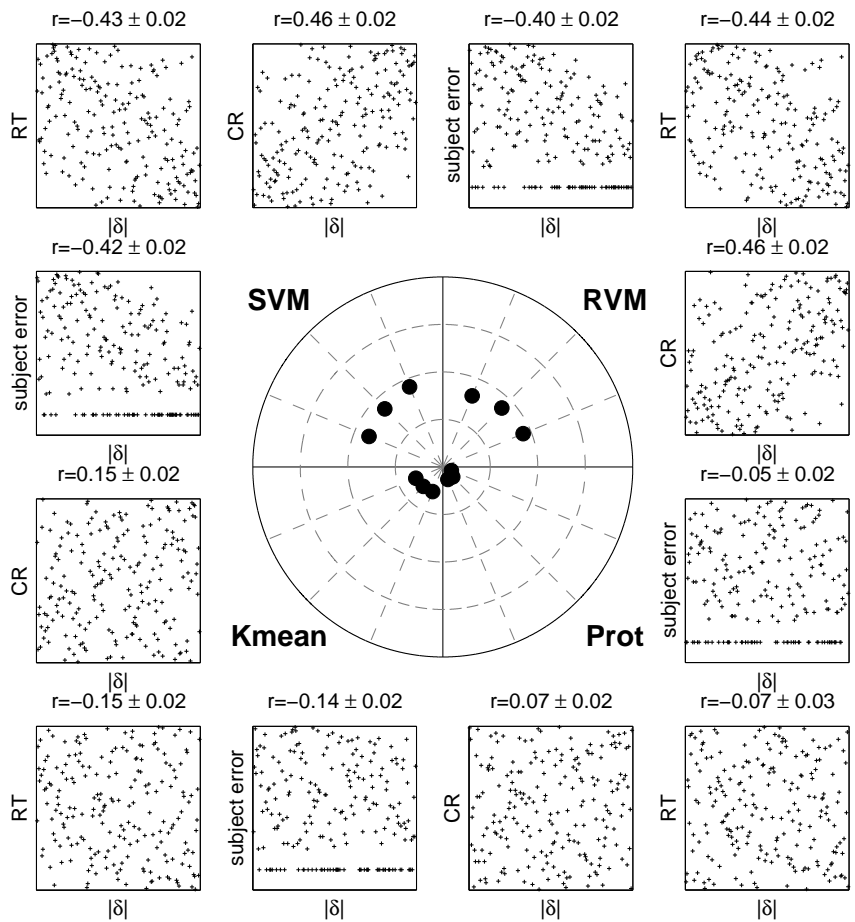 r=−0.43 ± 0.02
r=0.46 ± 0.02
r=−0.40 ± 0.02
r=−0.44 ± 0.02
RT
CR
subject error
RT
|δ|
|δ|
|δ|
|δ|
r=−0.42 ± 0.02
r=0.46 ± 0.02
subject error
SVM
RVM
CR
|δ|
|δ|
r=0.15 ± 0.02
r=−0.05 ± 0.02
CR
Kmean
Prot
subject error
|δ|
|δ|
r=−0.15 ± 0.02
r=−0.14 ± 0.02
r=0.07 ± 0.02
r=−0.07 ± 0.03
RT
subject error
CR
RT
|δ|
|δ|
|δ|
|δ|